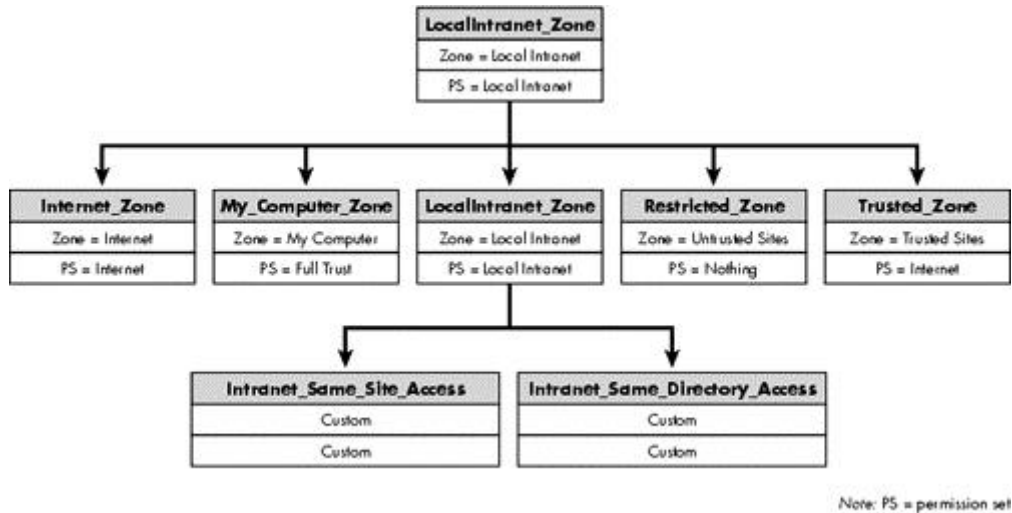 LocalIntranet_Zone
Zone = Local Intranet
PS = Local Intranet
Internet_Zone
Zone = Internet
PS = Internet
My_Computer_Zone
Zone = My Computer
PS = Full Trust
LocalIntranet_Zone
Zone = Local Intranet
PS = Local Intranet
Restricted_Zone
Zone = Untrusted Sites
PS = Nothing
Trusted_Zone
Zone = Trusted Sites
PS = Internet
Intranet_Same_Site_Access
Custom
Custom
Intranet_Same_Directory_Access
Custom
Custom
Note: PS = permission set